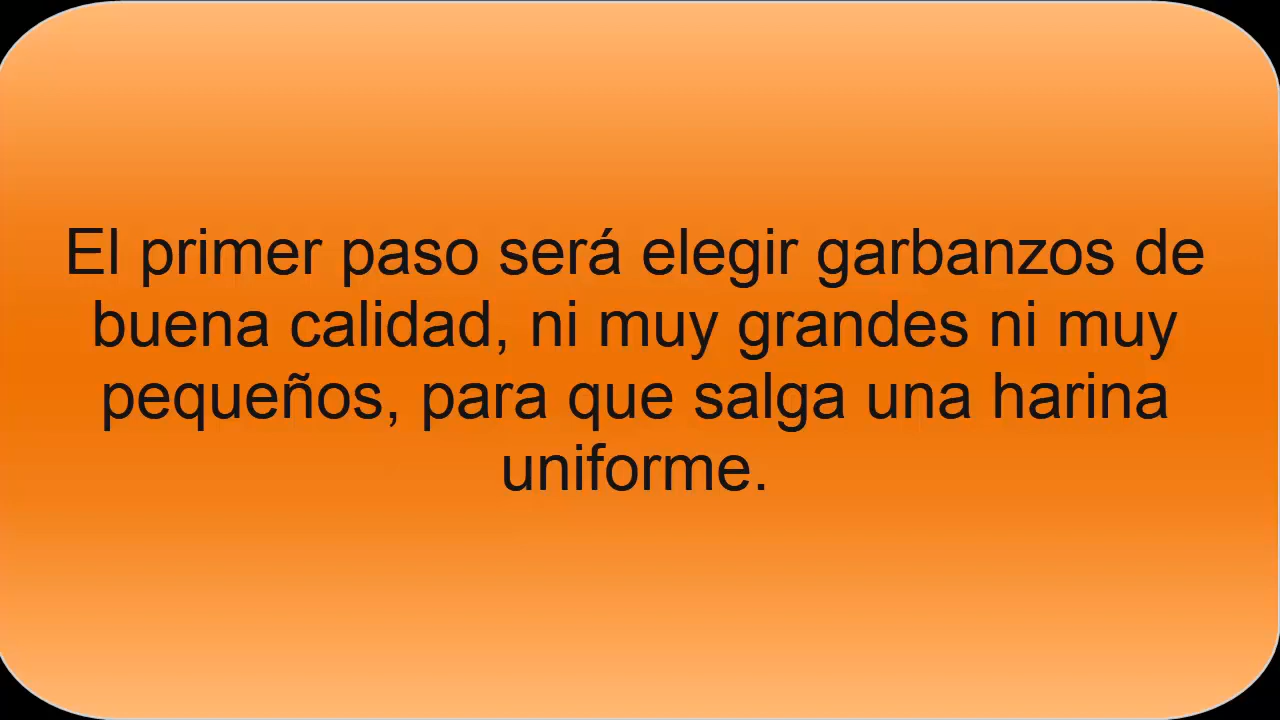 El primer paso será elegir garbanzos de
buena calidad, ni muy grandes ni muy
pequeños, para que salga una harina
uniforme.